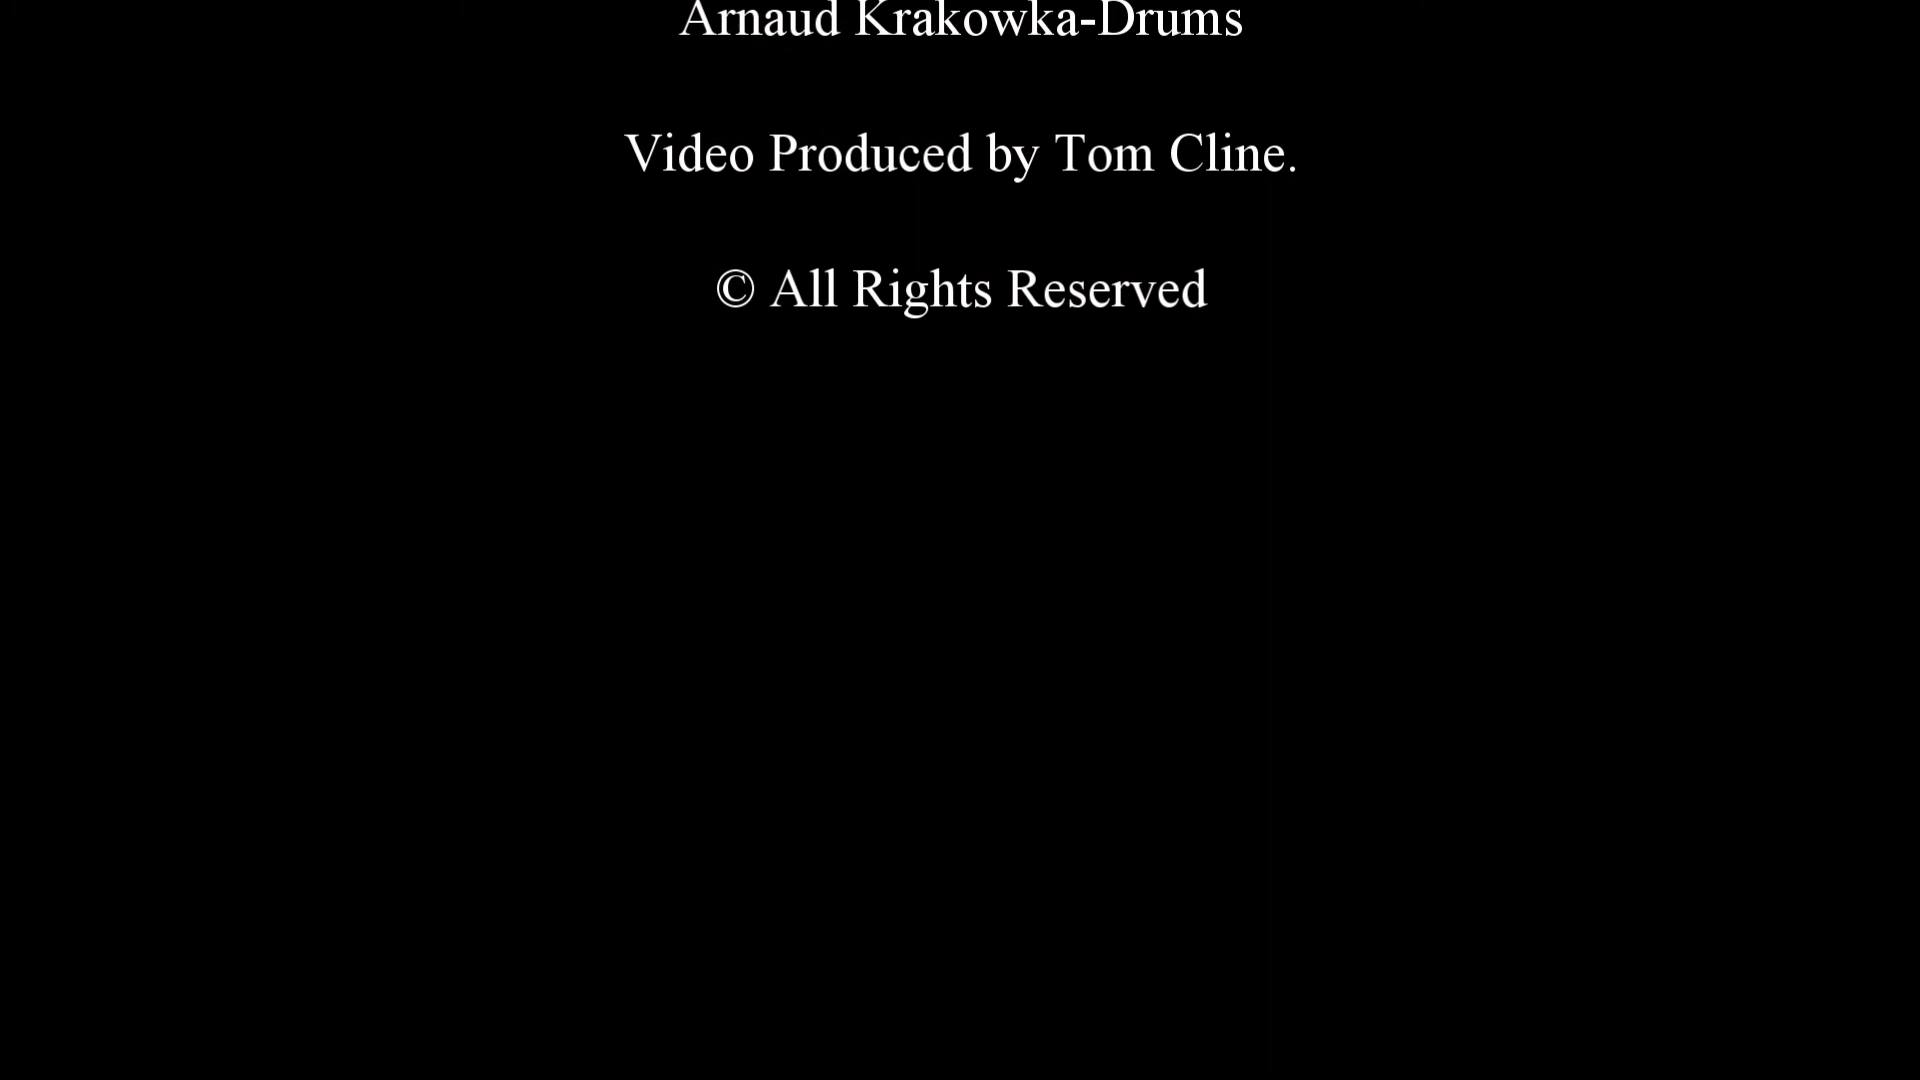 Arnaud Krakowka-Drums
Video Produced by Tom Cline.
© All Rights Reserved